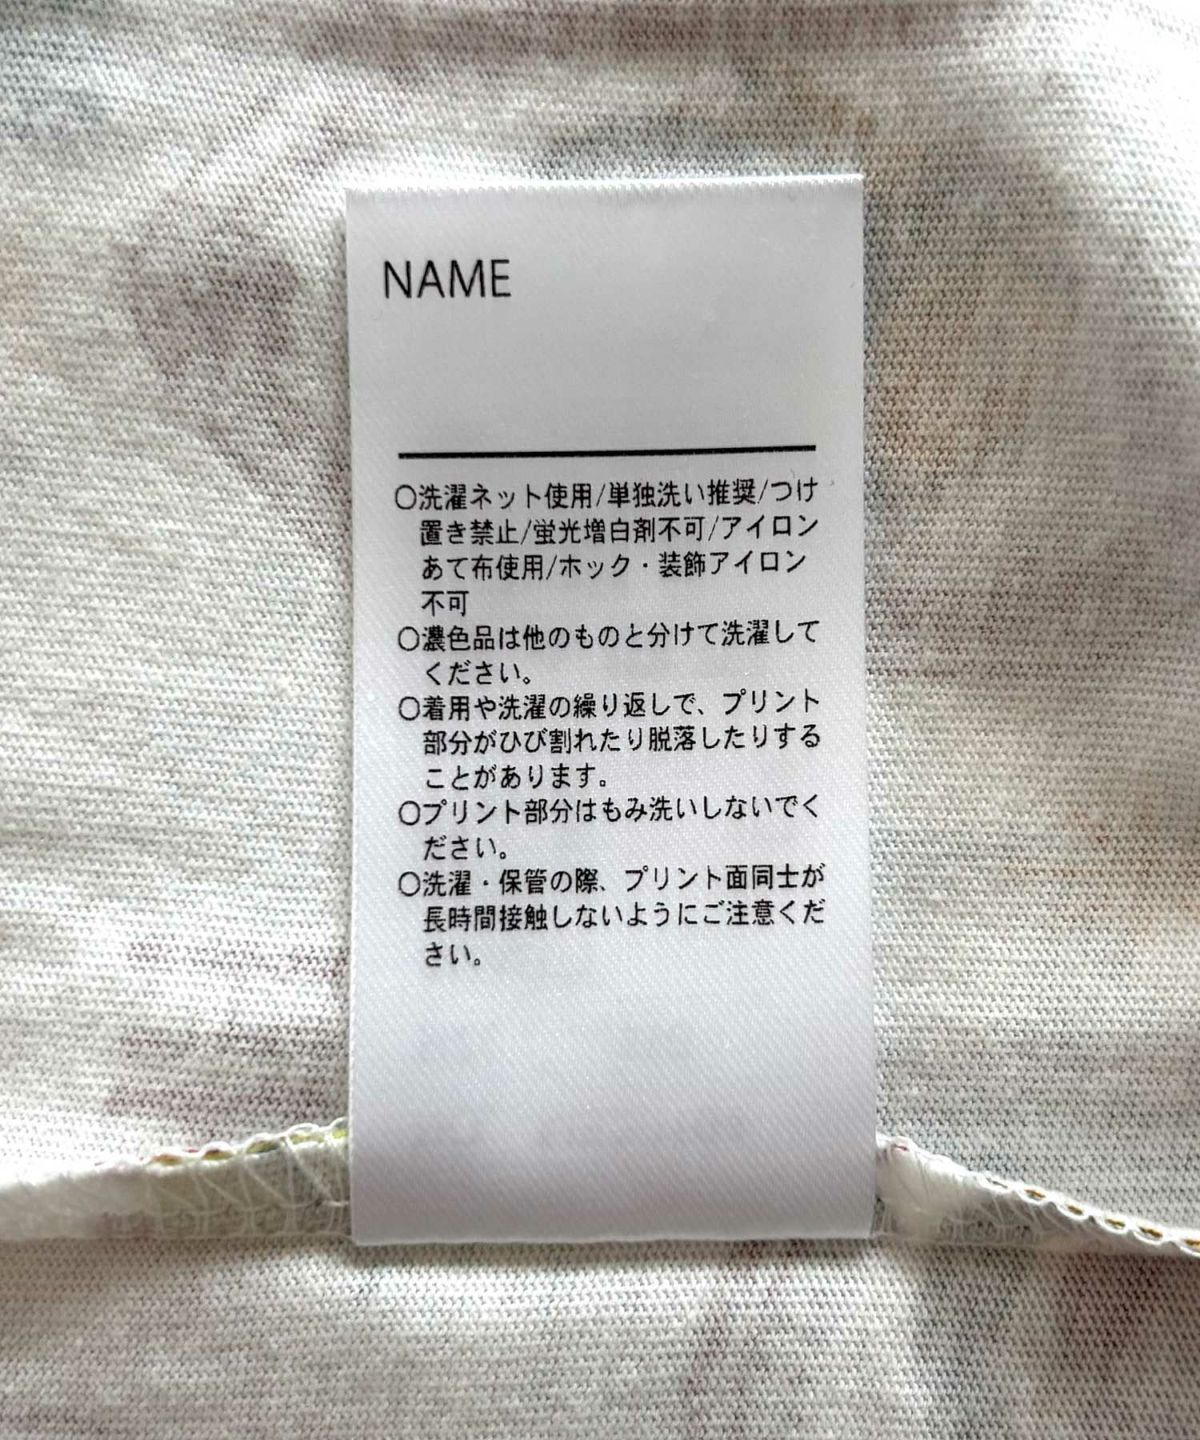 NAME
○洗濯ネット使用/単独洗い推奨/つけ
置き禁止/蛍光増白剤不可/アイロン
あて布使用/ホック・装飾アイロン
不可
○濃色品は他のものと分けて洗濯して
ください。
○着用や洗濯の繰り返しで、プリント
部分がひび割れたり脱落したりする
ことがあります。
○プリント部分はもみ洗いしないでく
ださい。
○洗濯・保管の際、プリント面同士が
長時間接触しないようにご注意くだ
さい。